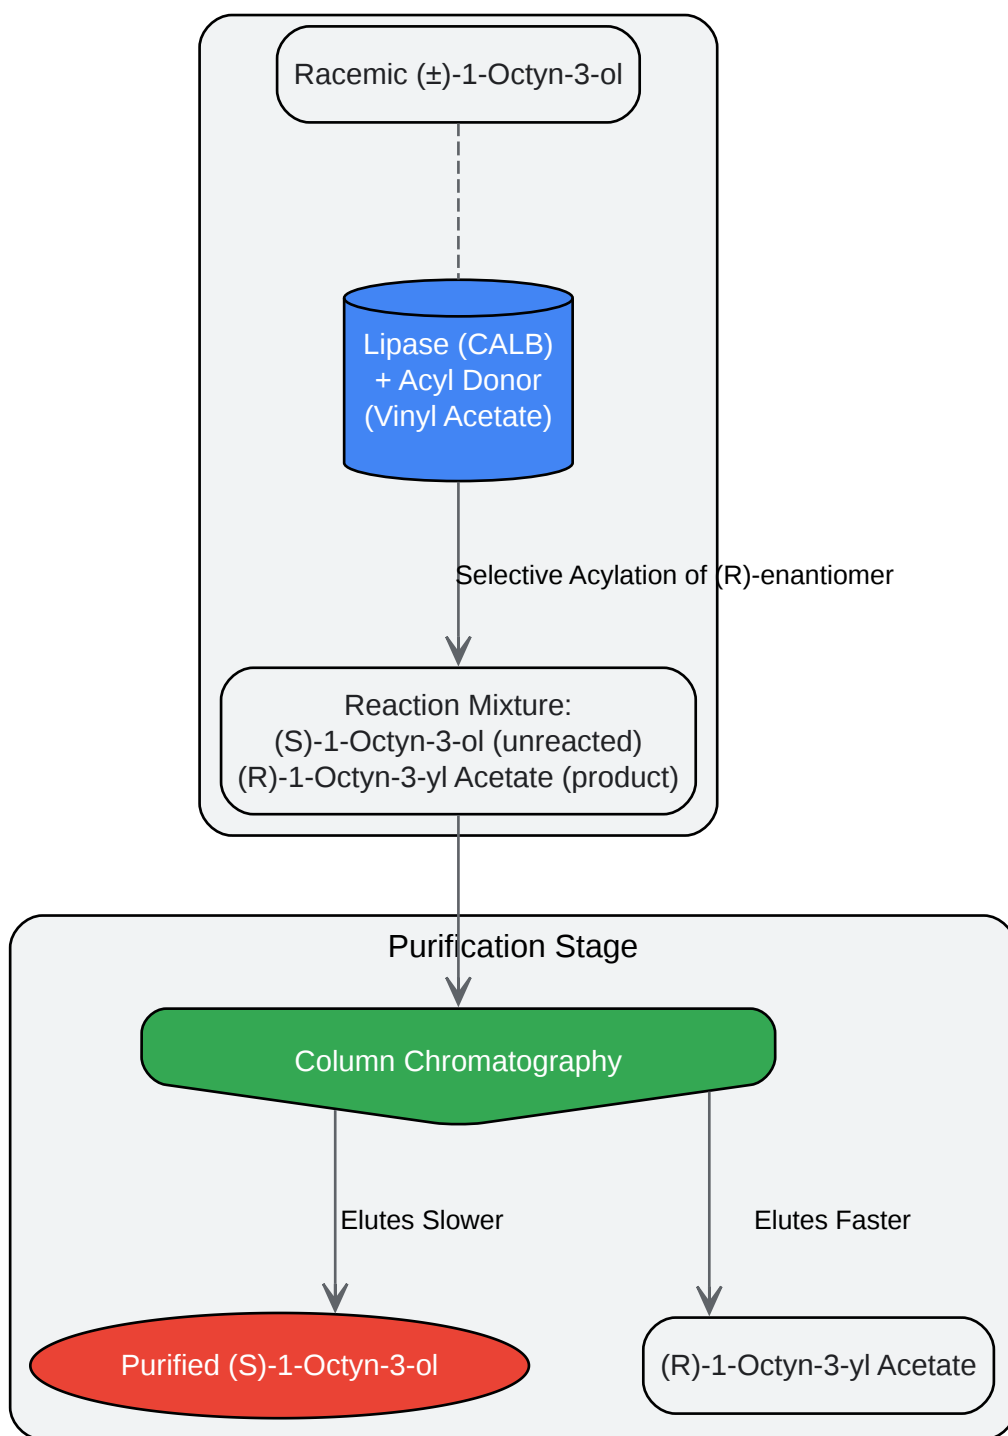 Racemic (±)-1-Octyn-3-ol
Lipase (CALB)
+ Acyl Donor
(Vinyl Acetate)
Selective Acylation of (R)-enantiomer
Reaction Mixture:
(S)-1-Octyn-3-ol (unreacted)
(R)-1-Octyn-3-yl Acetate (product)
Purification Stage
Column Chromatography
Elutes Slower
Elutes Faster
Purified (S)-1-Octyn-3-ol
(R)-1-Octyn-3-yl Acetate